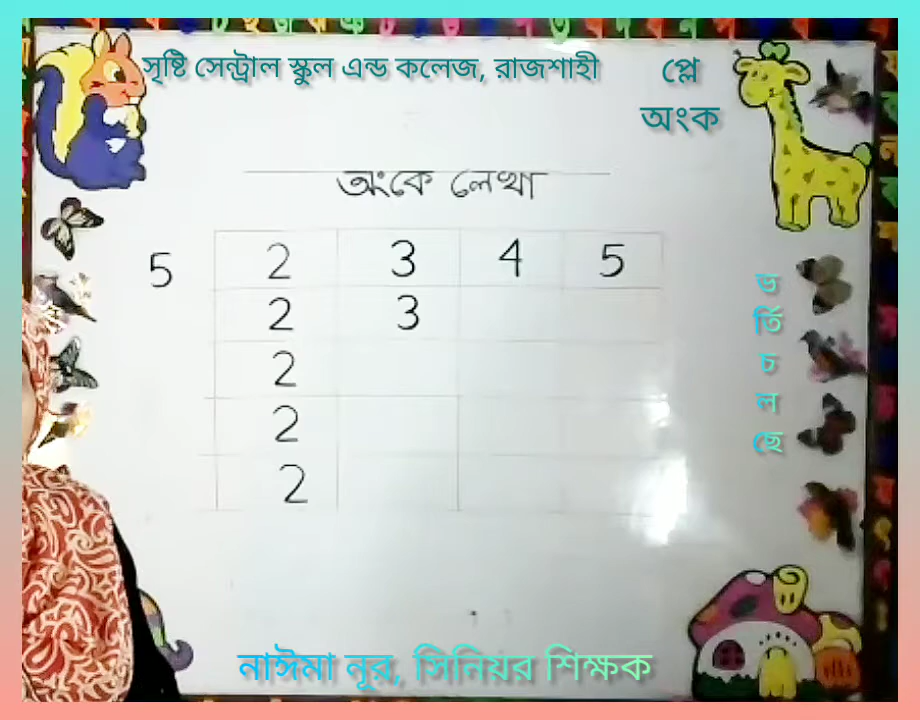 সৃষ্টি সেন্ট্রাল স্কুল এন্ড কলেজ, রাজশাহী
প্লে
অংক
অংকে লেখা
5 2 3 4 5
2 3
2
2
2
ভ
র্তি
চ
ল
ছে
নাঈমা নূর, সিনিয়র শিক্ষক